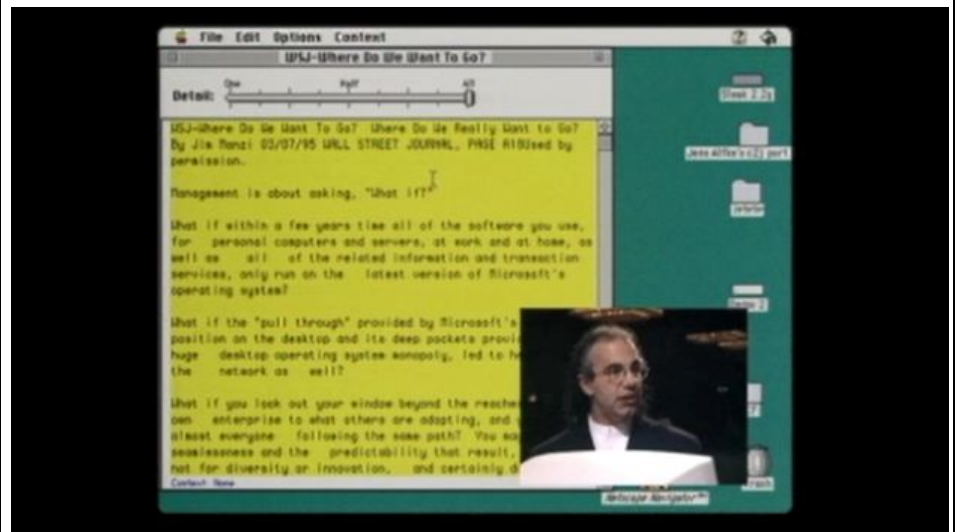 File Edit Options Context
WSJ-Where Do We Want To Go?
One Half All
Detail:
WSJ-Where Do We Want To Go? Where Do We Really Want to Go?
By Jim Manzi 03/07/95 WALL STREET JOURNAL, PAGE A18Used by
permission.
Management is about asking, "What if?"
What if within a few years time all of the software you use,
for personal computers and servers, at work and at home, as
well as all of the related information and transaction
services, only run on the latest version of Microsoft's
operating system?
What if the "pull through" provided by Microsoft's
position on the desktop and its deep pockets
huge desktop operating system monopoly, led to
the network as well?
What if you look out your window beyond the reaches
own enterprise to what others are adopting, and
almost everyone following the same path? You
seamlessness and the predictability that result,
not for diversity or innovation, and certainly
Context: None
Trash
Netscape Navigator™